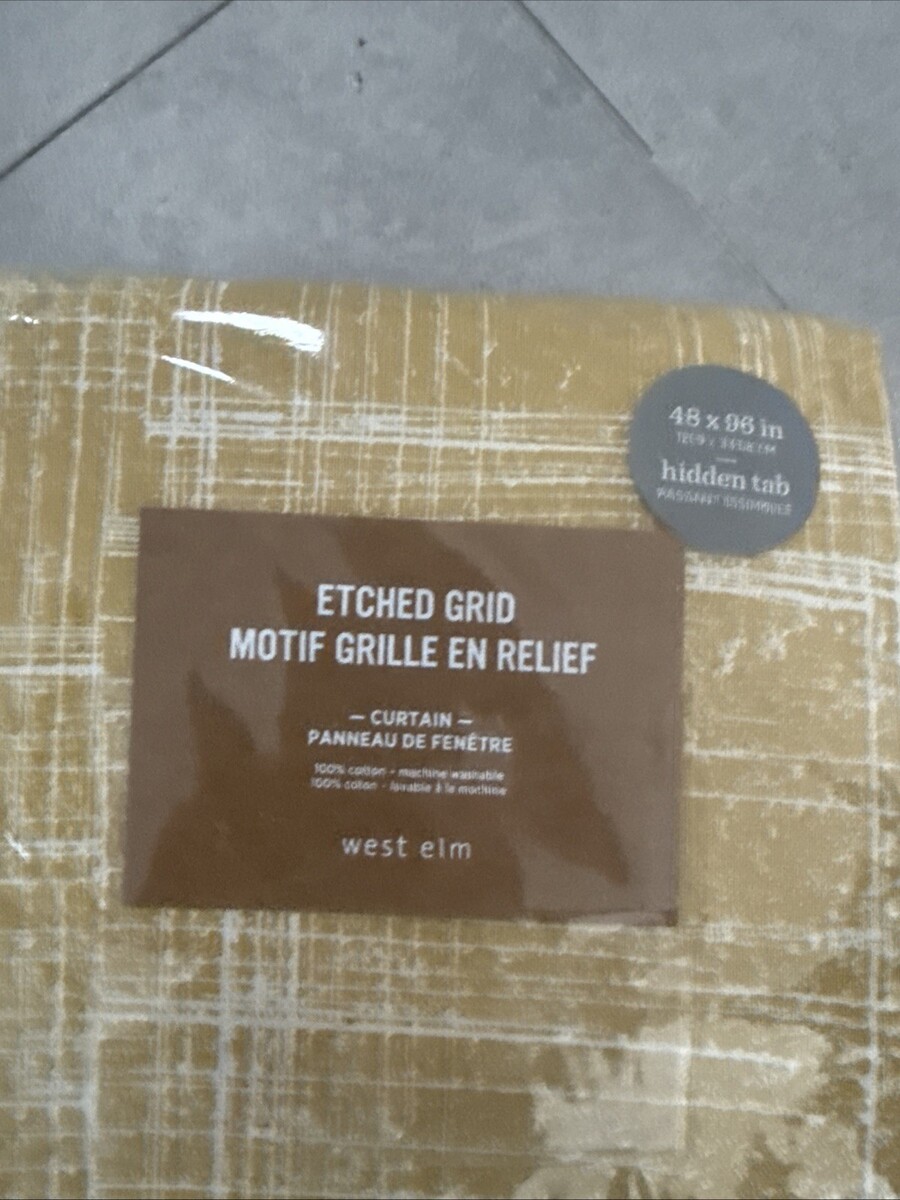 48 x 96 in
hidden tab
ETCHED GRID
MOTIF GRILLE EN RELIEF
— CURTAIN —
PANNEAU DE FENÊTRE
100% cotton - machine washable
100% coton - lavable à la machine
west elm